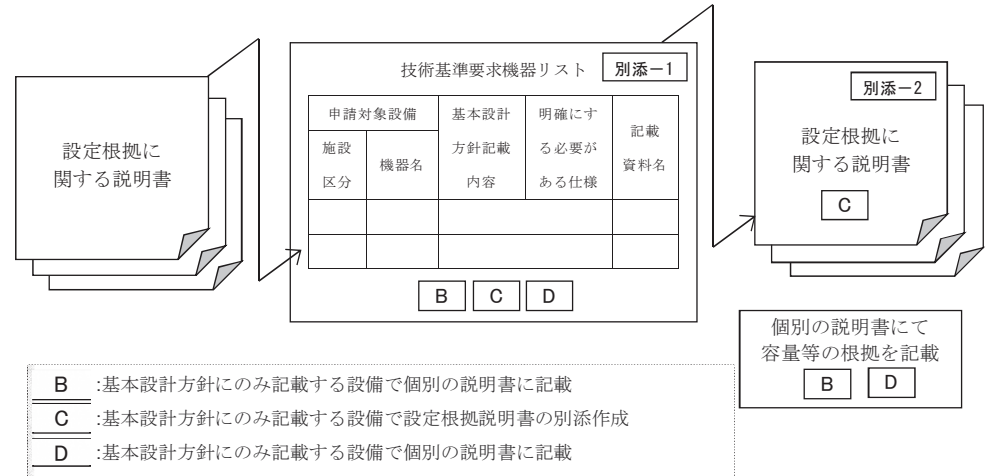 設定根拠に
関する説明書
技術基準要求機器リスト
別添－1
申請対象設備
施設
区分
機器名
基本設計
方針記載
内容
明確にす
る必要が
ある仕様
記載
資料名
B C D
別添－2
設定根拠に
関する説明書
C
個別の説明書にて
容量等の根拠を記載
B D
B :基本設計方針にのみ記載する設備で個別の説明書に記載
C :基本設計方針にのみ記載する設備で設定根拠説明書の別添作成
D :基本設計方針にのみ記載する設備で個別の説明書に記載